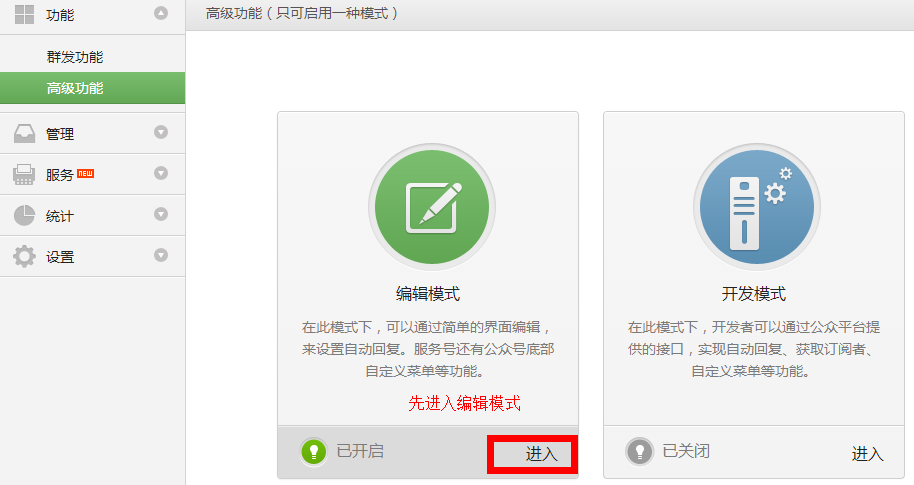 功能
群发功能
高级功能
管理
服务 NEW
统计
设置
高级功能（只可启用一种模式）
编辑模式
在此模式下，可以通过简单的界面编辑，
来设置自动回复。服务号还有公众号底部
自定义菜单等功能。
先进入编辑模式
已开启
进入
开发模式
在此模式下，开发者可以通过公众平台提
供的接口，实现自动回复、获取订阅者、
自定义菜单等功能。
已关闭
进入